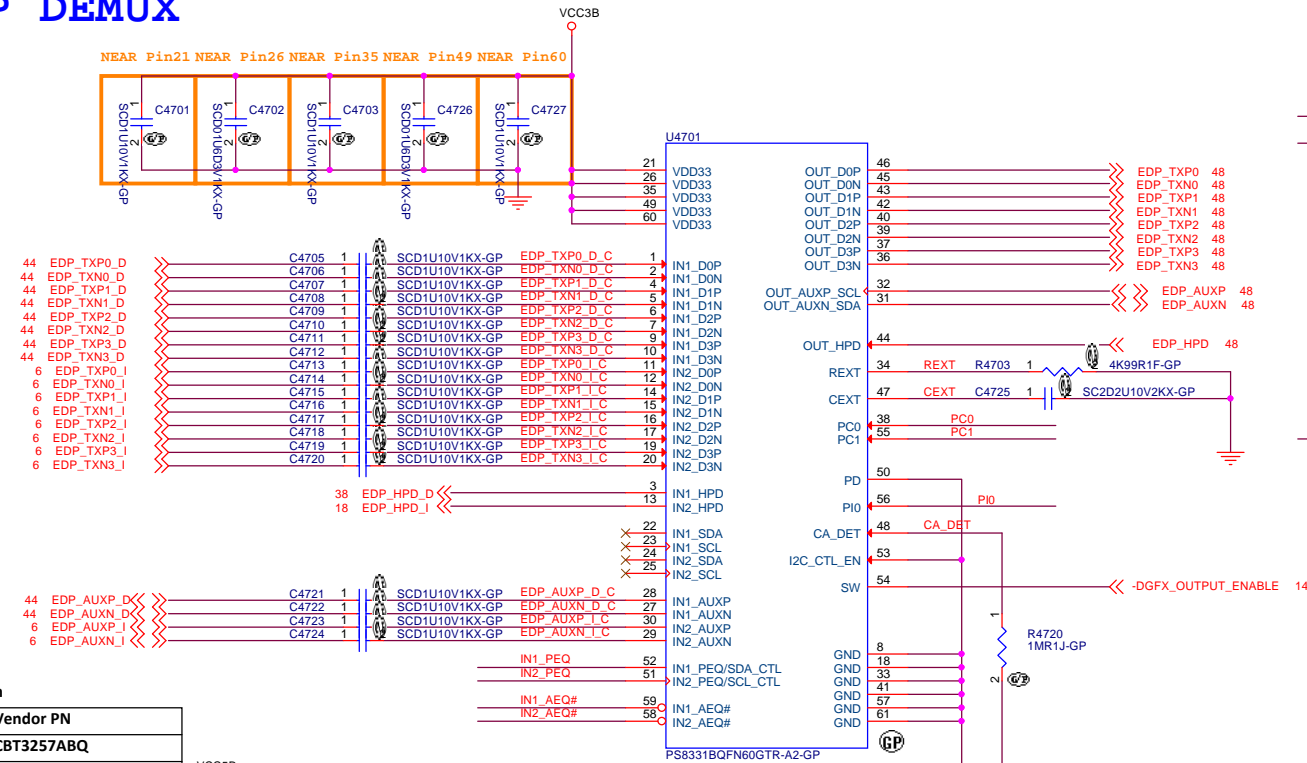 P DEMUX
VCC3B
NEAR Pin21 NEAR Pin26 NEAR Pin35 NEAR Pin49 NEAR Pin60
SCD1U10V1KX-GP 1 2 C4701 G/P
SCD01U6D3V1KX-GP 1 2 C4702 G/P
SCD1U10V1KX-GP 1 2 C4703 G/P
SCD01U6D3V1KX-GP 1 2 C4726 G/P
SCD1U10V1KX-GP 1 2 C4727 G/P
U4701
21 VDD33
26 VDD33
35 VDD33
49 VDD33
60 VDD33
44 EDP_TXP0_D C4705 1 SCD1U10V1KX-GP EDP_TXP0_D_C 1 IN1_D0P
44 EDP_TXN0_D C4706 1 SCD1U10V1KX-GP EDP_TXN0_D_C 2 IN1_D0N
44 EDP_TXP1_D C4707 1 SCD1U10V1KX-GP EDP_TXP1_D_C 4 IN1_D1P
44 EDP_TXN1_D C4708 1 SCD1U10V1KX-GP EDP_TXN1_D_C 5 IN1_D1N
44 EDP_TXP2_D C4709 1 SCD1U10V1KX-GP EDP_TXP2_D_C 6 IN1_D2P
44 EDP_TXN2_D C4710 1 SCD1U10V1KX-GP EDP_TXN2_D_C 7 IN1_D2N
44 EDP_TXP3_D C4711 1 SCD1U10V1KX-GP EDP_TXP3_D_C 9 IN1_D3P
44 EDP_TXN3_D C4712 1 SCD1U10V1KX-GP EDP_TXN3_D_C 10 IN1_D3N
6 EDP_TXP0_I C4713 1 SCD1U10V1KX-GP EDP_TXP0_I_C 11 IN2_D0P
6 EDP_TXN0_I C4714 1 SCD1U10V1KX-GP EDP_TXN0_I_C 12 IN2_D0N
6 EDP_TXP1_I C4715 1 SCD1U10V1KX-GP EDP_TXP1_I_C 14 IN2_D1P
6 EDP_TXN1_I C4716 1 SCD1U10V1KX-GP EDP_TXN1_I_C 15 IN2_D1N
6 EDP_TXP2_I C4717 1 SCD1U10V1KX-GP EDP_TXP2_I_C 16 IN2_D2P
6 EDP_TXN2_I C4718 1 SCD1U10V1KX-GP EDP_TXN2_I_C 17 IN2_D2N
6 EDP_TXP3_I C4719 1 SCD1U10V1KX-GP EDP_TXP3_I_C 19 IN2_D3P
6 EDP_TXN3_I C4720 1 SCD1U10V1KX-GP EDP_TXN3_I_C 20 IN2_D3N
38 EDP_HPD_D 3 IN1_HPD
18 EDP_HPD_I 13 IN2_HPD
22 IN1_SDA
23 IN1_SCL
24 IN2_SDA
25 IN2_SCL
44 EDP_AUXP_D C4721 1 SCD1U10V1KX-GP EDP_AUXP_D_C 28 IN1_AUXP
44 EDP_AUXN_D C4722 1 SCD1U10V1KX-GP EDP_AUXN_D_C 27 IN1_AUXN
6 EDP_AUXP_I C4723 1 SCD1U10V1KX-GP EDP_AUXP_I_C 30 IN2_AUXP
6 EDP_AUXN_I C4724 1 SCD1U10V1KX-GP EDP_AUXN_I_C 29 IN2_AUXN
IN1_PEQ 52 IN1_PEQ/SDA_CTL
IN2_PEQ 51 IN2_PEQ/SCL_CTL
IN1_AEQ# 59 IN1_AEQ#
IN2_AEQ# 58 IN2_AEQ#
OUT_D0P 46 EDP_TXP0 48
OUT_D0N 45 EDP_TXN0 48
OUT_D1P 43 EDP_TXP1 48
OUT_D1N 42 EDP_TXN1 48
OUT_D2P 40 EDP_TXP2 48
OUT_D2N 39 EDP_TXN2 48
OUT_D3P 37 EDP_TXP3 48
OUT_D3N 36 EDP_TXN3 48
OUT_AUXP_SCL 32 EDP_AUXP 48
OUT_AUXN_SDA 31 EDP_AUXN 48
OUT_HPD 44 EDP_HPD 48
REXT 34 REXT R4703 1 2 4K99R1F-GP
CEXT 47 CEXT C4725 1 2 SC2D2U10V2KX-GP
PC0 38 PC0
PC1 55 PC1
PD 50
PI0 56 PI0
CA_DET 48 CA_DET
I2C_CTL_EN 53
SW 54 -DGFX_OUTPUT_ENABLE 14
1 R4720
1MR1J-GP
2 G/P
GND 8
GND 18
GND 33
GND 41
GND 57
GND 61
GP
PS8331BQFN60GTR-A2-GP
Vendor PN
CBT3257ABQ